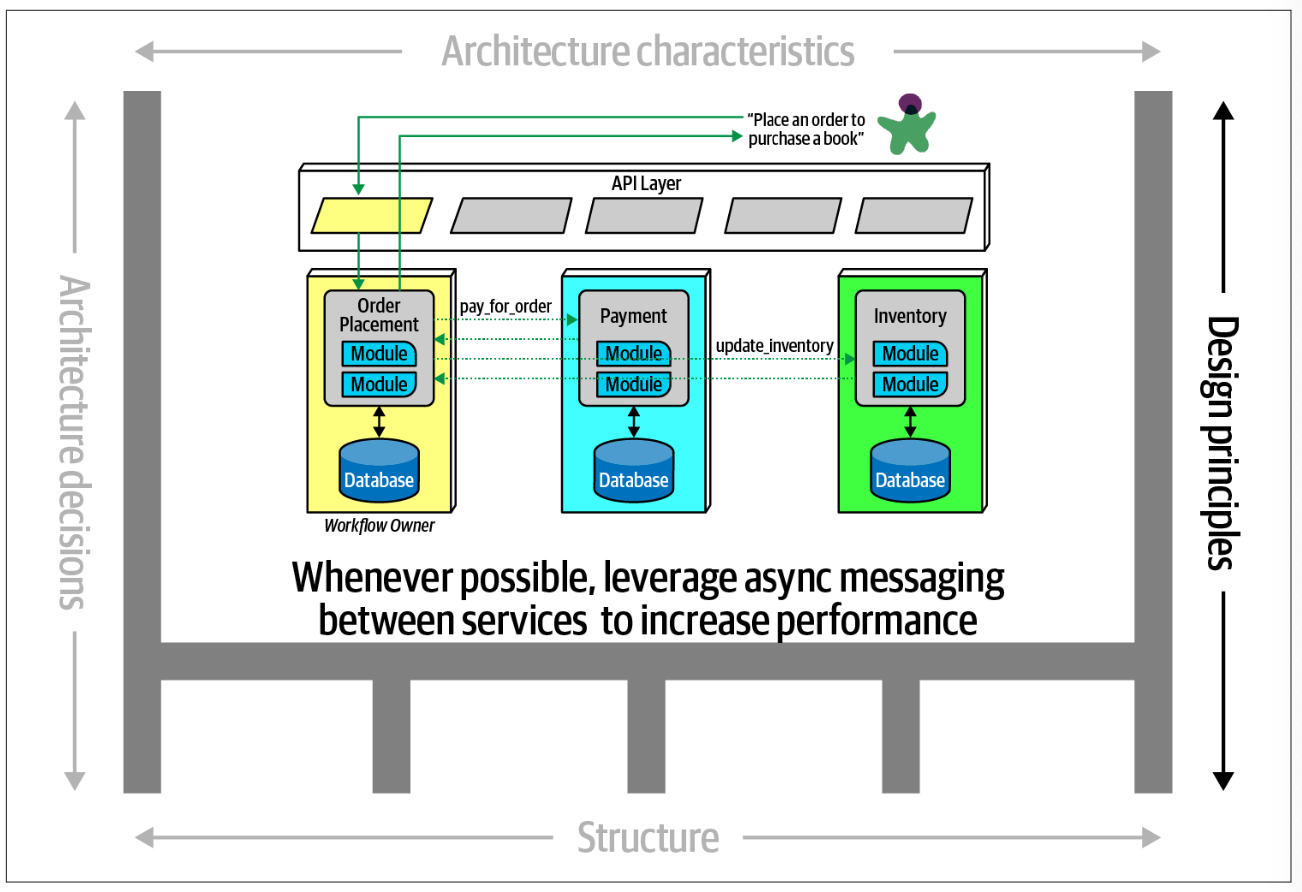 Architecture characteristics
“Place an order to
purchase a book”
API Layer
Order
Placement
Module
Module
Database
Workflow Owner
pay_for_order
Payment
Module
Module
Database
update_inventory
Inventory
Module
Module
Database
Whenever possible, leverage async messaging
between services to increase performance
Architecture decisions
Design principles
Structure